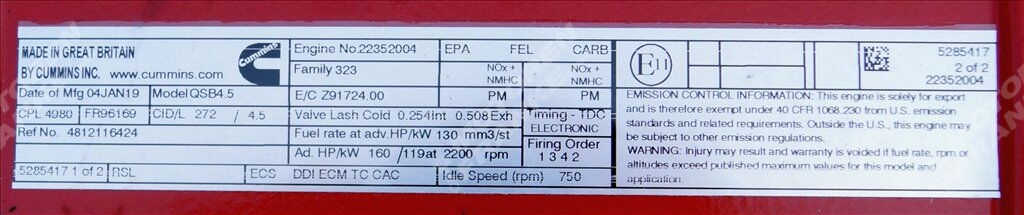 MADE IN GREAT BRITAIN
BY CUMMINS INC. www.cummins.com
Cummins
Date of Mfg 04JAN19 Model QSB4.5
CPL 4980 FR96169 CID/L 272 / 4.5
Ref No. 4812116424
5285417 1 of 2 RSL ECS DDI ECM TC CAC
Engine No. 22352004
Family 323
E/C Z91724.00
Valve Lash Cold 0.254Int 0.508Exh
Fuel rate at adv.HP/kW 130 mm3/st
Ad. HP/kW 160 /119at 2200 rpm
Idle Speed (rpm) 750
EPA FEL CARB
NOx + NMHC NOx + NMHC
PM PM
Timing - TDC
ELECTRONIC
Firing Order
1 3 4 2
E11
5285417
2 of 2
22352004
EMISSION CONTROL INFORMATION: This engine is solely for export
and is therefore exempt under 40 CFR 1068.230 from U.S. emission
standards and related requirements. Outside the U.S., this engine may
be subject to other emission regulations.
WARNING: Injury may result and warranty is voided if fuel rate, rpm or
altitudes exceed published maximum values for this model and
application.